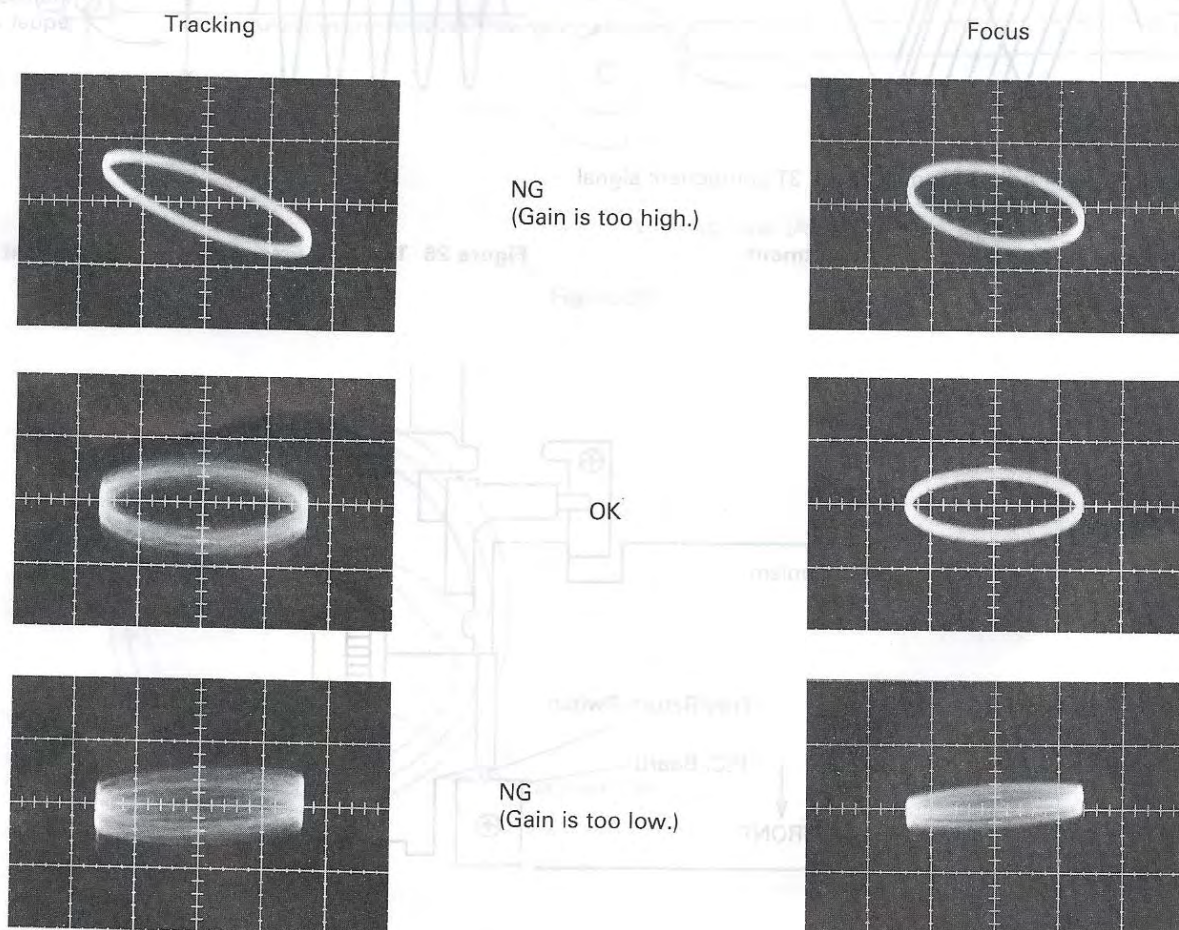 Tracking
Focus
NG
(Gain is too high.)
OK
NG
(Gain is too low.)